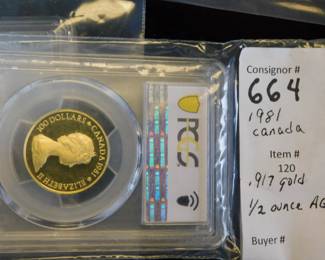 100 DOLLARS · CANADA 1981 · ELIZABETH II
PCGS
Consignor #
664
1981
canada
Item #
120
.917 gold
1/2 ounce AG
Buyer #